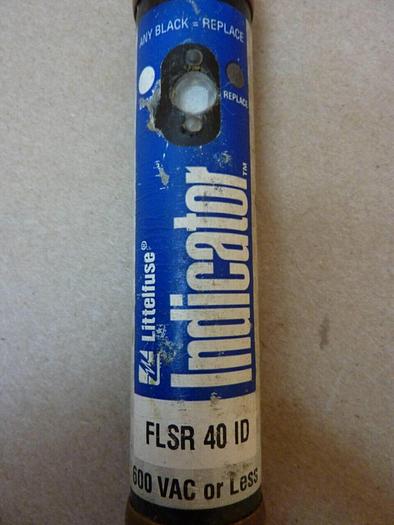 ANY BLACK = REPLACE
REPLACE
Littelfuse®
Indicator™
FLSR 40 ID
600 VAC or Less